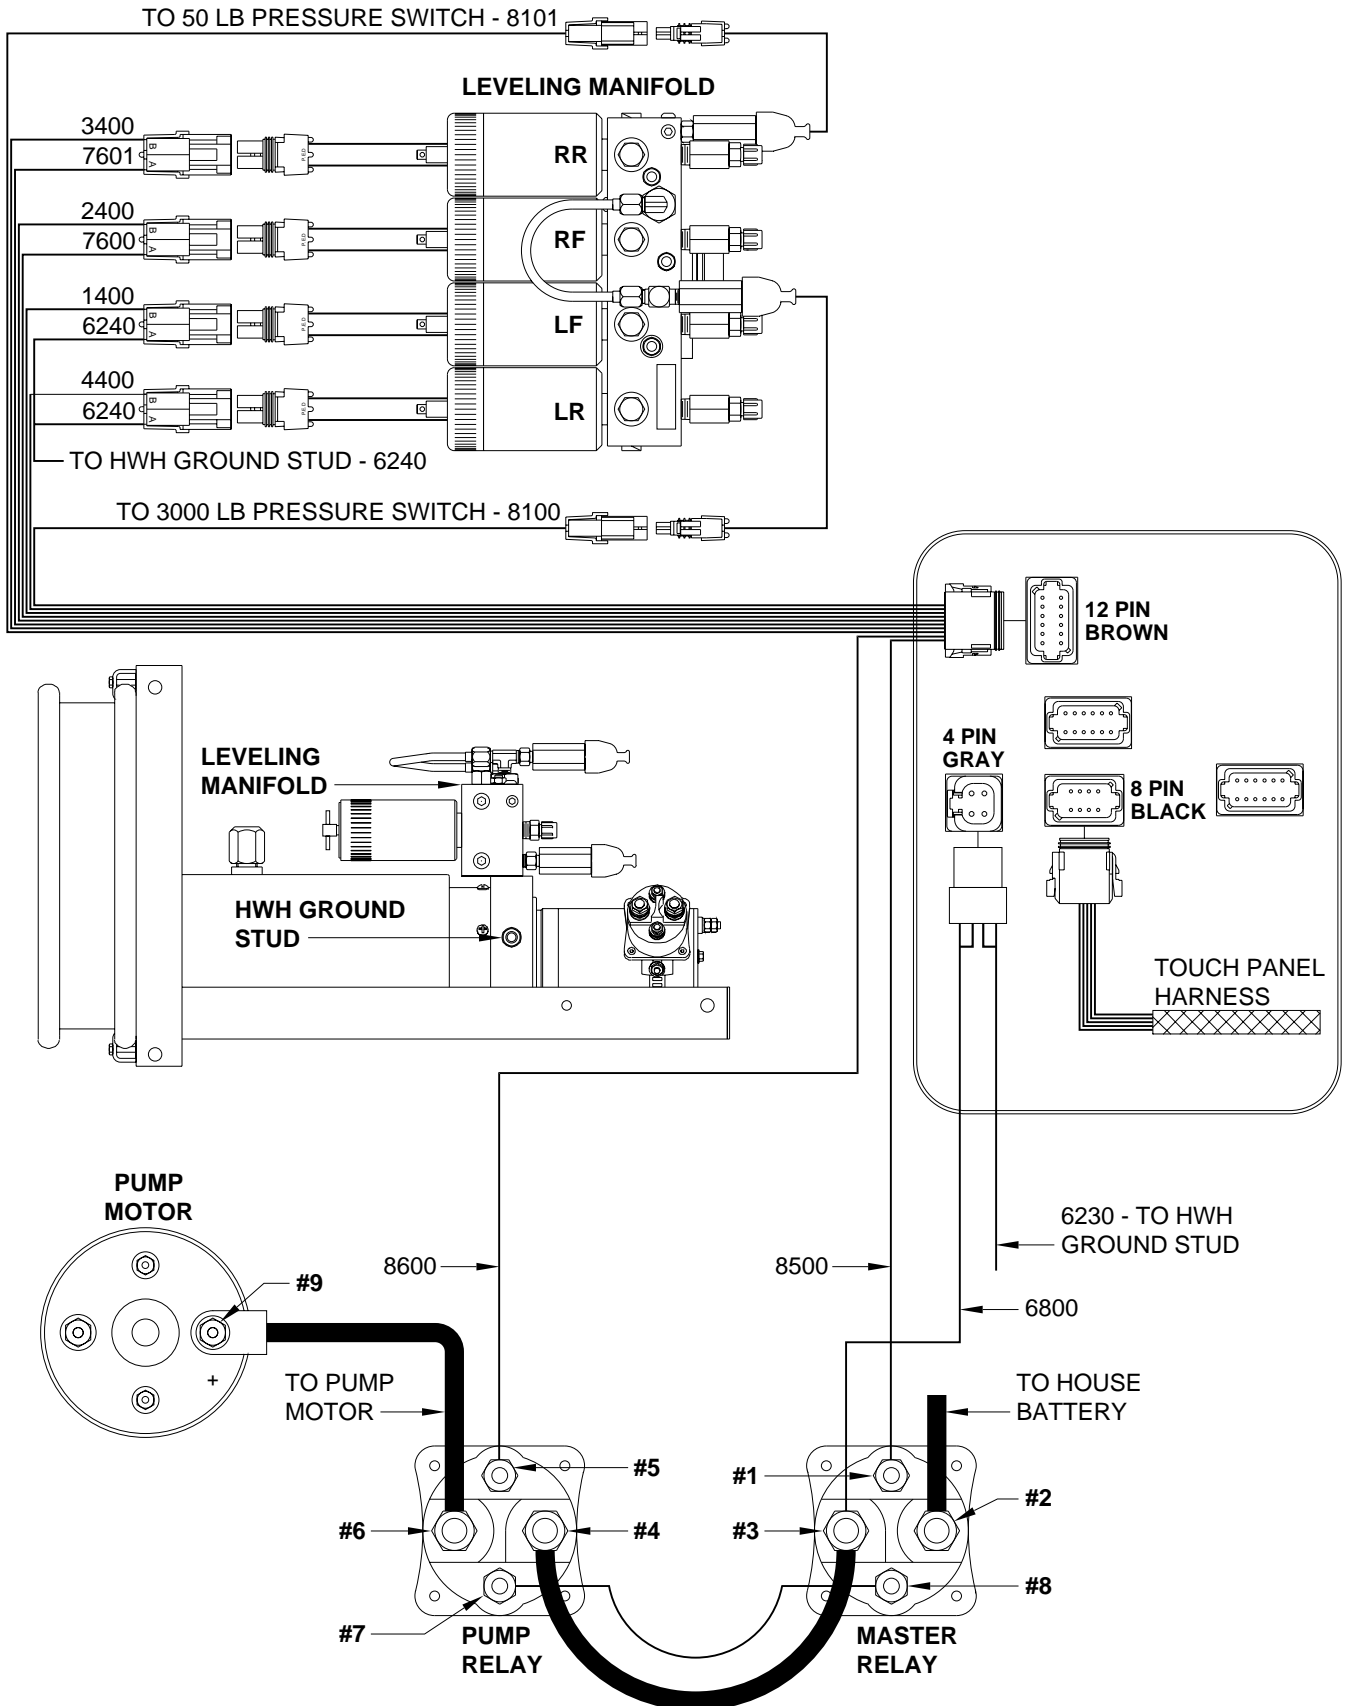 TO 50 LB PRESSURE SWITCH - 8101
LEVELING MANIFOLD
3400
7601
B
A
P.E.D.
RR
2400
7600
B
A
P.E.D.
RF
1400
6240
B
A
P.E.D.
LF
4400
6240
B
A
P.E.D.
LR
TO HWH GROUND STUD - 6240
TO 3000 LB PRESSURE SWITCH - 8100
12 PIN
BROWN
4 PIN
GRAY
8 PIN
BLACK
LEVELING
MANIFOLD
HWH GROUND
STUD
TOUCH PANEL
HARNESS
PUMP
MOTOR
#9
+
8600
8500
6230 - TO HWH
GROUND STUD
6800
TO PUMP
MOTOR
TO HOUSE
BATTERY
#5
#1
#2
#6
#4
#3
#8
#7
PUMP
RELAY
MASTER
RELAY